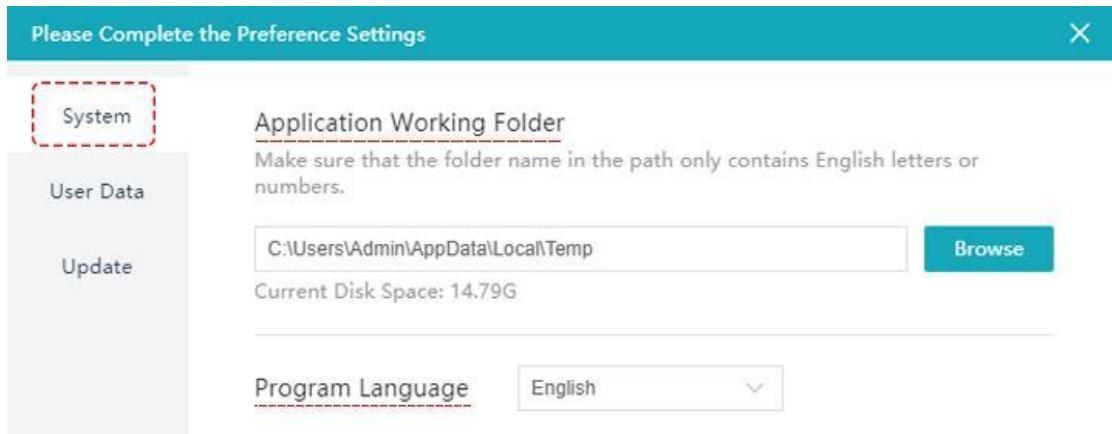 Please Complete the Preference Settings
System
User Data
Update
Application Working Folder
Make sure that the folder name in the path only contains English letters or
numbers.
C:\Users\Admin\AppData\Local\Temp
Browse
Current Disk Space: 14.79G
Program Language
English